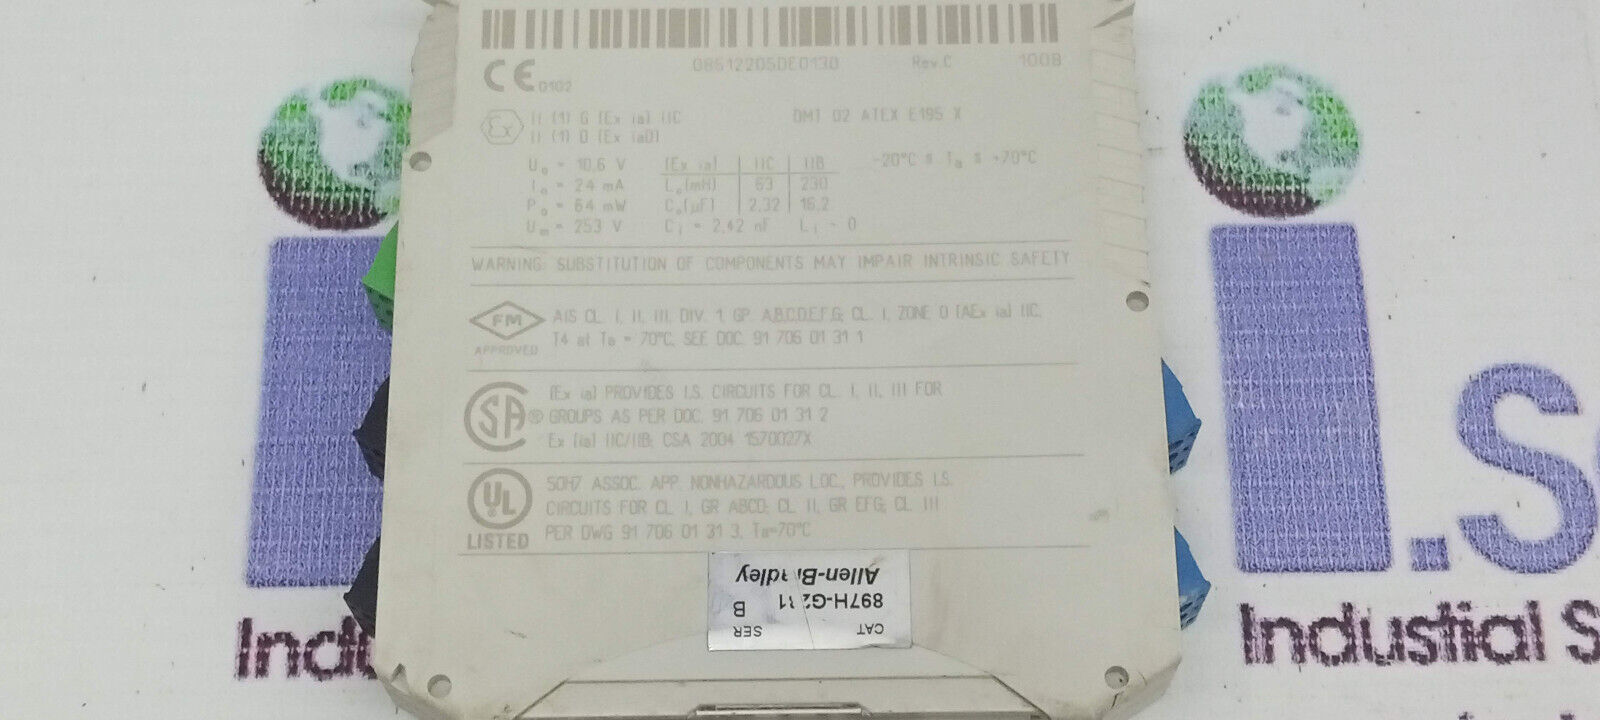 08512205DE0130 Rev.C 1008
CE 0102
Ex II (1) G [Ex ia] IIC DMT 02 ATEX E195 X
II (1) D [Ex iaD]
Uo = 10.6 V [Ex ia] IIC IIB -20°C ≤ Ta ≤ +70°C
Io = 24 mA Lo[mH] 63 230
Po = 64 mW Co[µF] 2,32 16,2
Um = 253 V Ci = 2,42 nF Li ~ 0
WARNING: SUBSTITUTION OF COMPONENTS MAY IMPAIR INTRINSIC SAFETY
FM
APPROVED
AIS CL. I, II, III, DIV. 1, GP. A,B,C,D,E,F,G; CL. I, ZONE 0 [AEx ia] IIC,
T4 at Ta = 70°C, SEE DOC. 91 706 01 31 1
SA®
[Ex ia] PROVIDES I.S. CIRCUITS FOR CL. I, II, III FOR
GROUPS AS PER DOC. 91 706 01 31 2
Ex [ia] IIC/IIB; CSA 2004 1570027X
UL
LISTED
50H7 ASSOC. APP. NONHAZARDOUS LOC., PROVIDES I.S.
CIRCUITS FOR CL I, GR ABCD; CL II, GR EFG; CL III
PER DWG 91 706 01 31 3, Ta=70°C
CAT SER
897H-G231 B
Allen-Bradley
i.s
Industial S
Indu